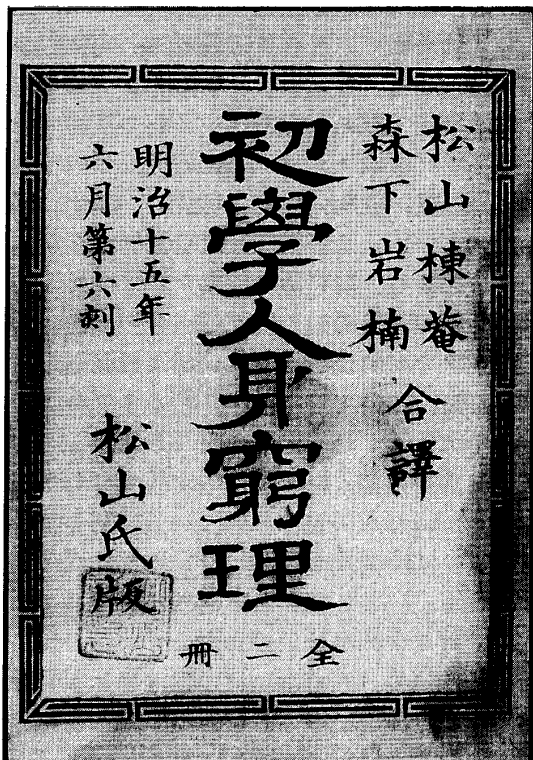 松山棟菴
森下岩楠
合譯
初學人身窮理
全二冊
明治十五年
六月第六刻
松山氏版